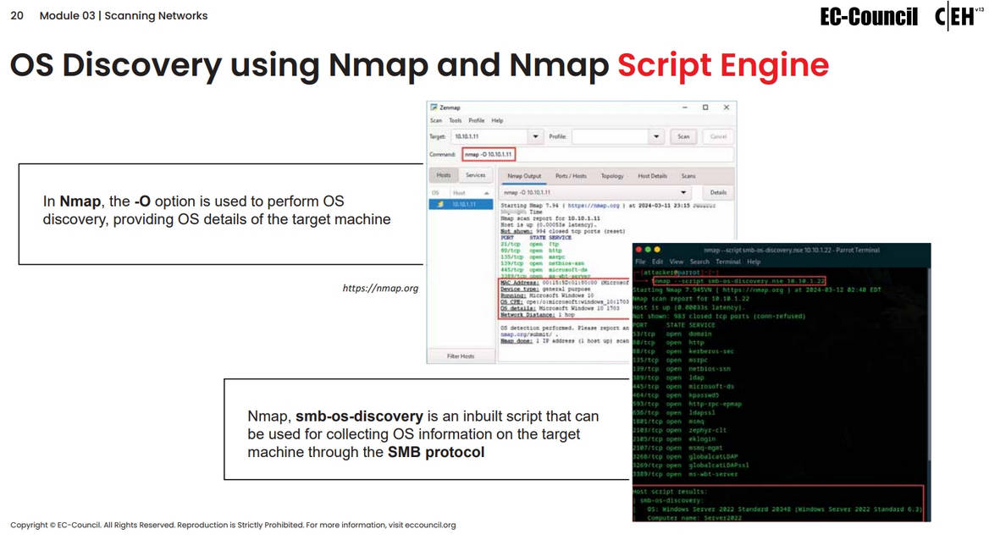 20 Module 03 | Scanning Networks
EC-Council C|EH v13
OS Discovery using Nmap and Nmap Script Engine
In Nmap, the -O option is used to perform OS
discovery, providing OS details of the target machine
https://nmap.org
Zenmap
Scan Tools Profile Help
Target: 10.10.1.11 Profile: Scan Cancel
Command: nmap -O 10.10.1.11
Hosts Services
OS Host
10.10.1.11
Filter Hosts
Nmap Output Ports / Hosts Topology Host Details Scans
nmap -O 10.10.1.11 Details
Starting Nmap 7.94 ( https://nmap.org ) at 2024-03-11 23:15
Time
Nmap scan report for 10.10.1.11
Host is up (0.00053s latency).
Not shown: 994 closed tcp ports (reset)
PORT STATE SERVICE
21/tcp open ftp
80/tcp open http
135/tcp open msrpc
139/tcp open netbios-ssn
445/tcp open microsoft-ds
3389/tcp open ms-wbt-server
MAC Address: 00:15:5D:01:80:00 (Microsof
Device type: general purpose
Running: Microsoft Windows 10
OS CPE: cpe:/o:microsoft:windows_10:1703
OS details: Microsoft Windows 10 1703
Network Distance: 1 hop
OS detection performed. Please report an
nmap.org/submit/ .
Nmap done: 1 IP address (1 host up) scan
Nmap, smb-os-discovery is an inbuilt script that can
be used for collecting OS information on the target
machine through the SMB protocol
nmap --script smb-os-discovery.nse 10.10.1.22 - Parrot Terminal
File Edit View Search Terminal Help
[attacker@parrot]-[~]
nmap --script smb-os-discovery.nse 10.10.1.22
Starting Nmap 7.94SVN ( https://nmap.org ) at 2024-03-12 02:40 EDT
Nmap scan report for 10.10.1.22
Host is up (0.00033s latency).
Not shown: 983 closed tcp ports (conn-refused)
PORT STATE SERVICE
53/tcp open domain
80/tcp open http
88/tcp open kerberos-sec
135/tcp open msrpc
139/tcp open netbios-ssn
389/tcp open ldap
445/tcp open microsoft-ds
464/tcp open kpasswd5
593/tcp open http-rpc-epmap
636/tcp open ldapssl
1801/tcp open msmq
2103/tcp open zephyr-clt
2105/tcp open eklogin
2107/tcp open msmq-mgmt
3268/tcp open globalcatLDAP
3269/tcp open globalcatLDAPssl
3389/tcp open ms-wbt-server
Host script results:
| smb-os-discovery:
| OS: Windows Server 2022 Standard 20348 (Windows Server 2022 Standard 6.3)
| Computer name: Server2022
Copyright © EC-Council. All Rights Reserved. Reproduction is Strictly Prohibited. For more information, visit eccouncil.org